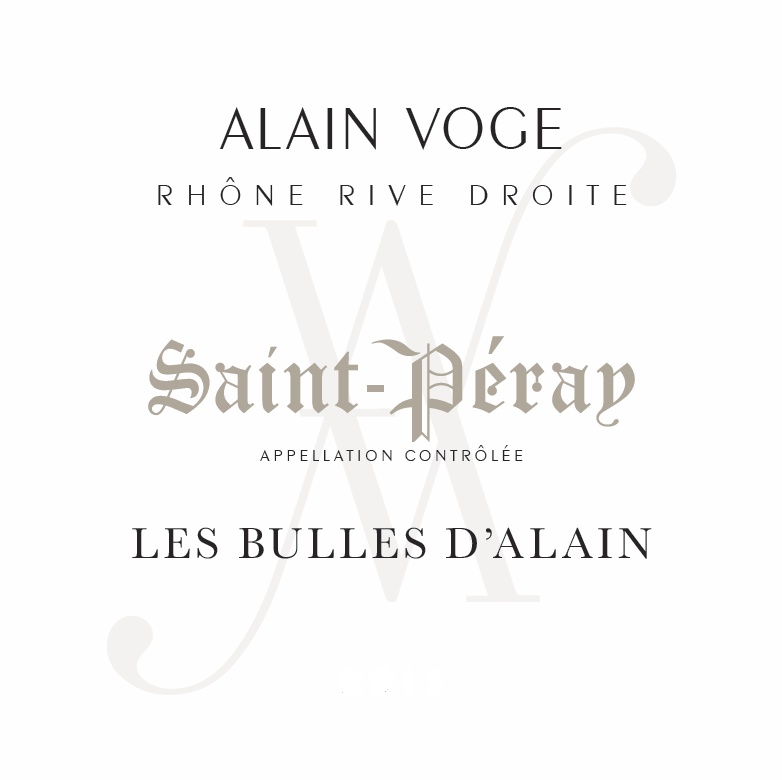 ALAIN VOGE
RHÔNE RIVE DROITE
Saint-Péray
APPELLATION CONTRÔLÉE
LES BULLES D'ALAIN